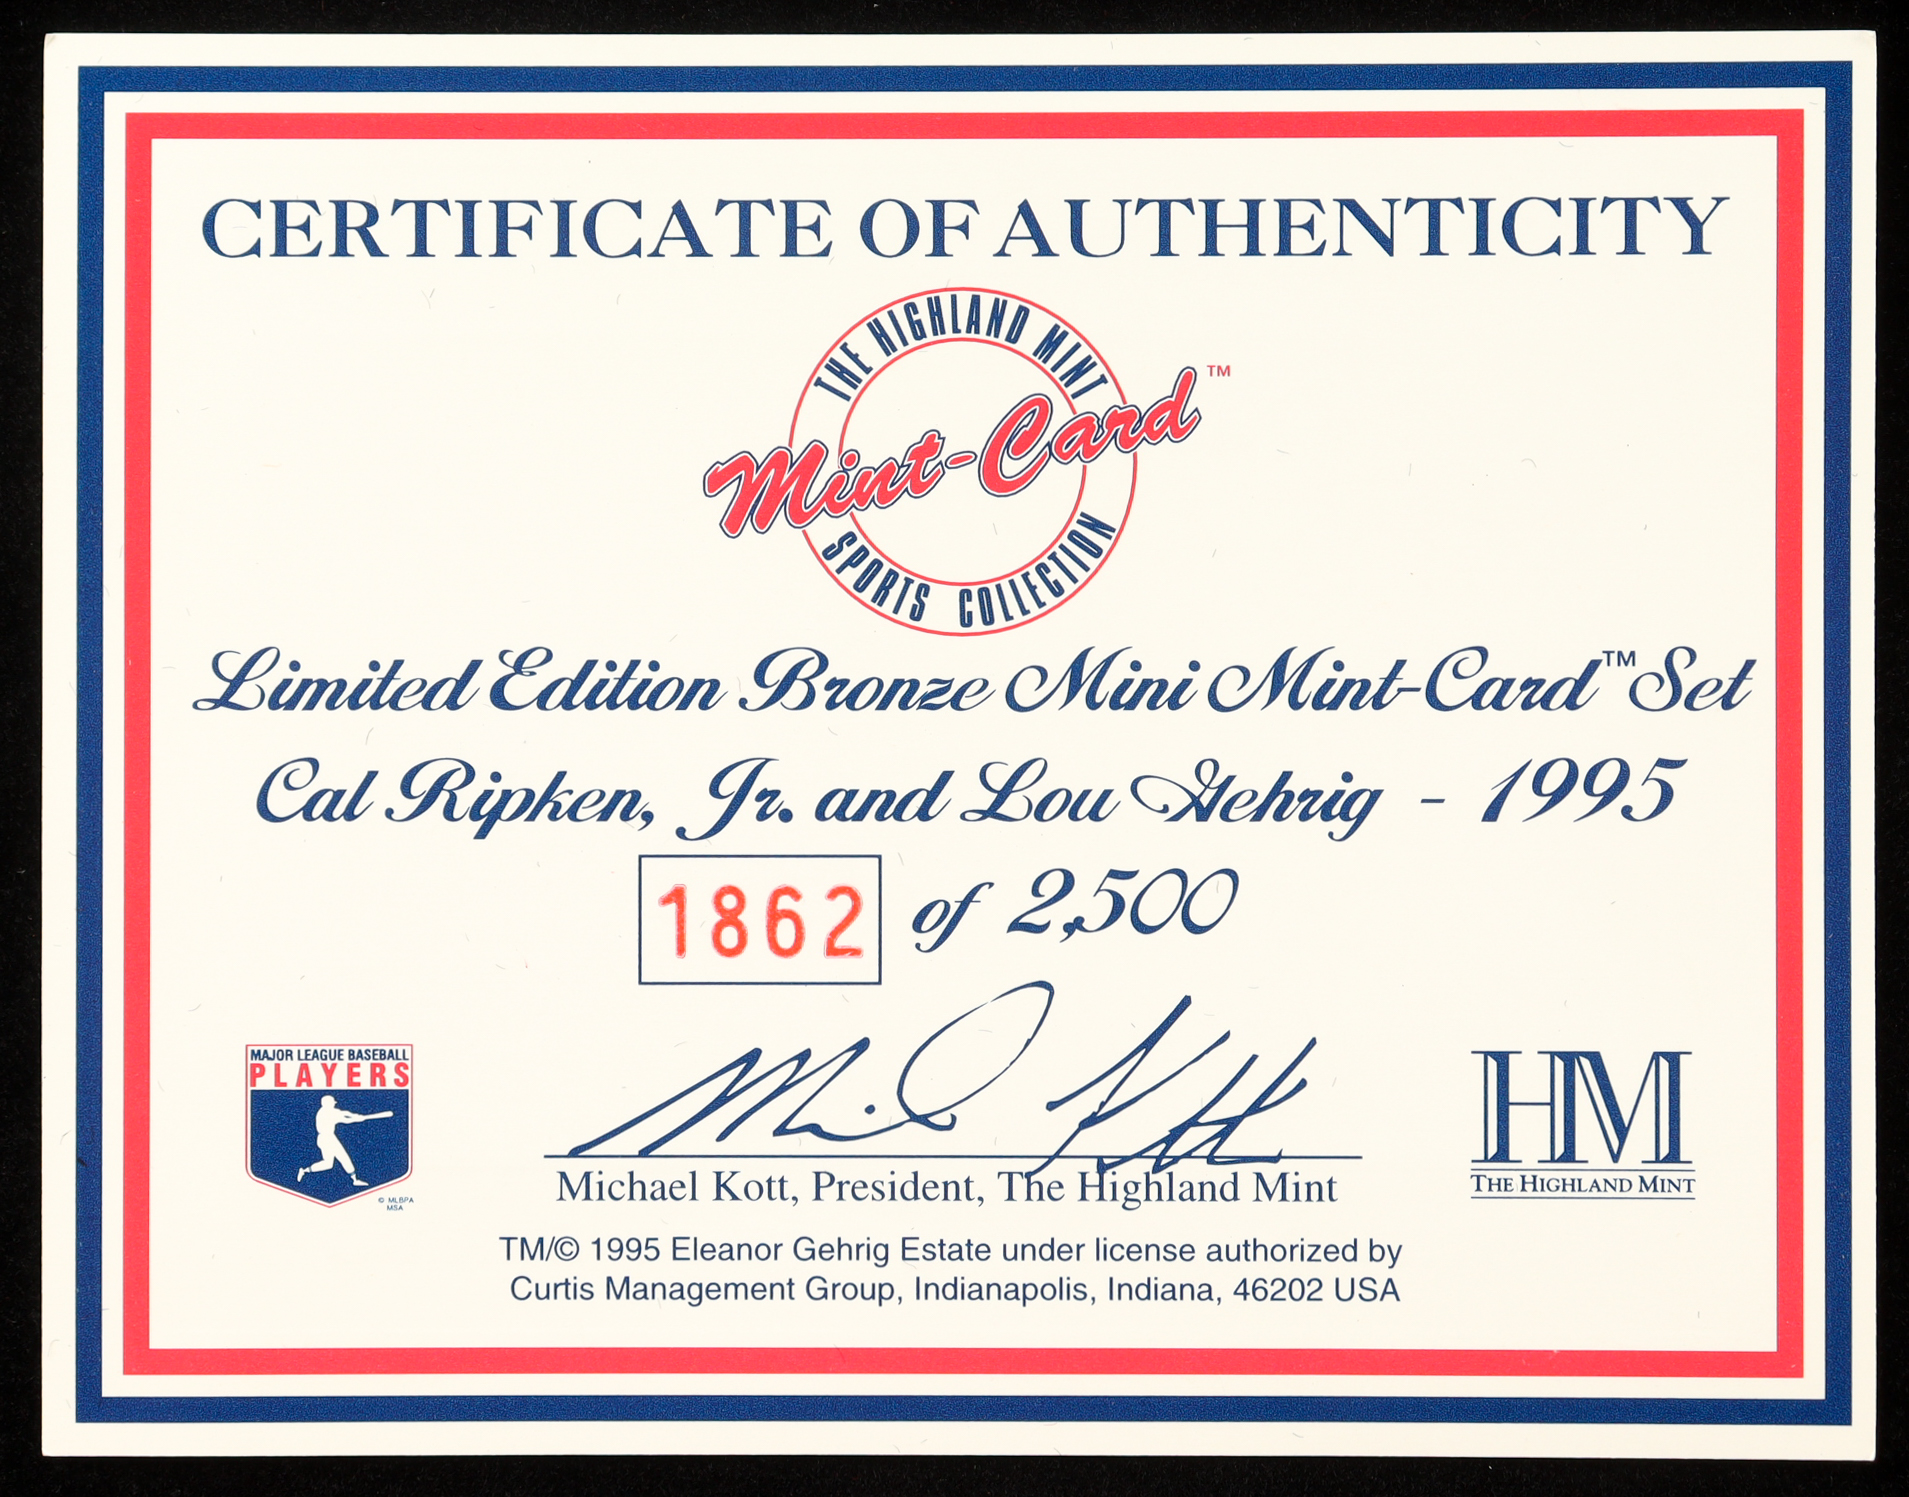 CERTIFICATE OF AUTHENTICITY
THE HIGHLAND MINT
Mint-Card™
SPORTS COLLECTION
Limited Edition Bronze Mini Mint-Card™ Set
Cal Ripken, Jr. and Lou Gehrig - 1995
1862 of 2,500
MAJOR LEAGUE BASEBALL
PLAYERS
© MLBPA
MSA
HM
THE HIGHLAND MINT
Michael Kott, President, The Highland Mint
TM/© 1995 Eleanor Gehrig Estate under license authorized by
Curtis Management Group, Indianapolis, Indiana, 46202 USA